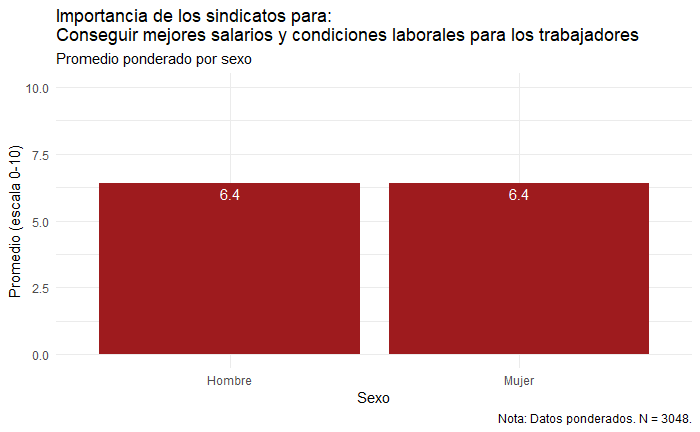 Importancia de los sindicatos para:
Conseguir mejores salarios y condiciones laborales para los trabajadores
Promedio ponderado por sexo
Promedio (escala 0-10)
10.0
7.5
5.0
2.5
0.0
6.4
6.4
Hombre
Mujer
Sexo
Nota: Datos ponderados. N = 3048.